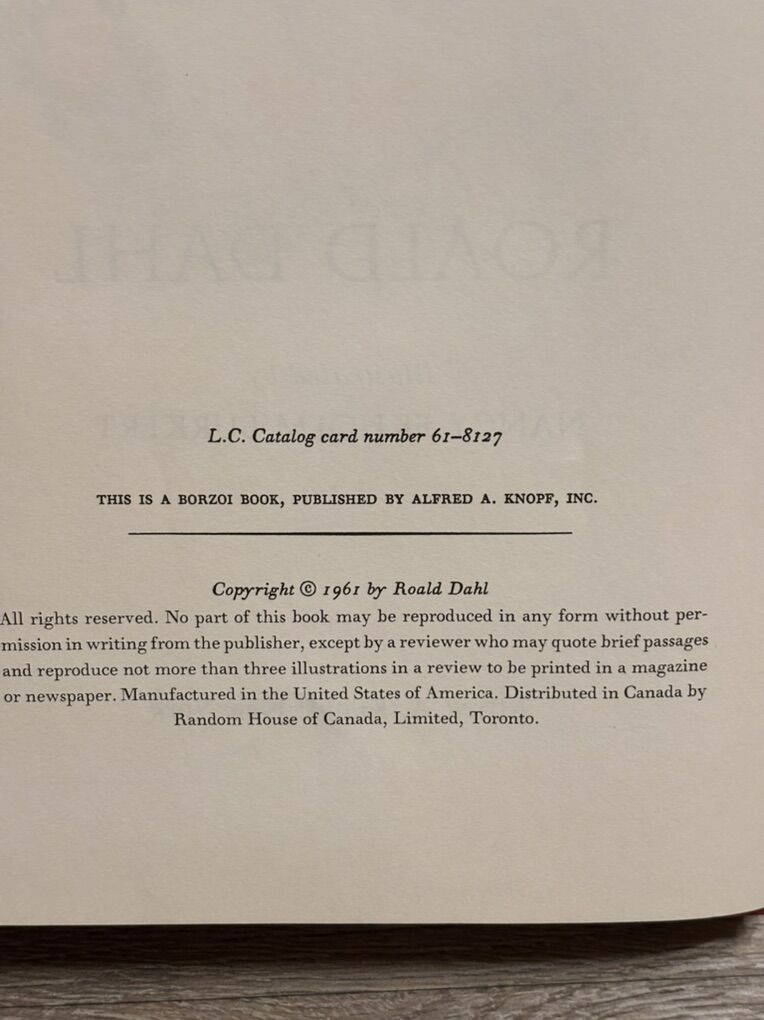 ROALD DAHL
Illustrated by
L.C. Catalog card number 61–8127
THIS IS A BORZOI BOOK, PUBLISHED BY ALFRED A. KNOPF, INC.
Copyright © 1961 by Roald Dahl
All rights reserved. No part of this book may be reproduced in any form without per-
mission in writing from the publisher, except by a reviewer who may quote brief passages
and reproduce not more than three illustrations in a review to be printed in a magazine
or newspaper. Manufactured in the United States of America. Distributed in Canada by
Random House of Canada, Limited, Toronto.